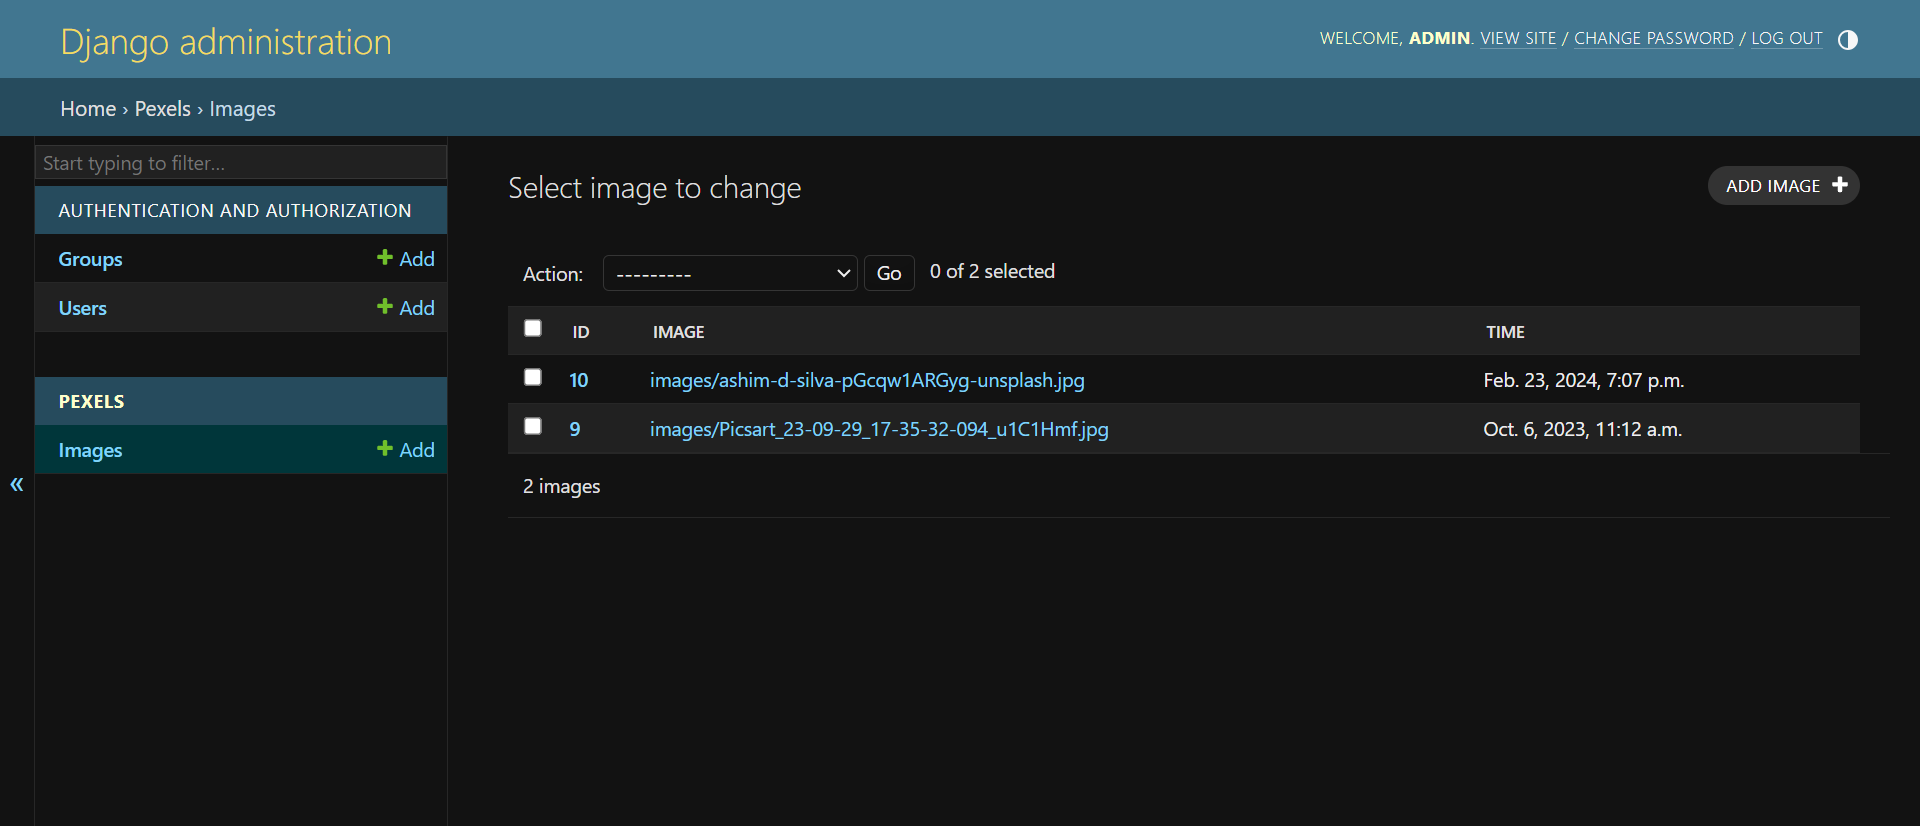 Django administration
WELCOME, ADMIN. VIEW SITE / CHANGE PASSWORD / LOG OUT
Home › Pexels › Images
Start typing to filter...
AUTHENTICATION AND AUTHORIZATION
Groups + Add
Users + Add
PEXELS
Images + Add
«
Select image to change
ADD IMAGE +
Action: --------- Go 0 of 2 selected
ID IMAGE TIME
10 images/ashim-d-silva-pGcqw1ARGyg-unsplash.jpg Feb. 23, 2024, 7:07 p.m.
9 images/Picsart_23-09-29_17-35-32-094_u1C1Hmf.jpg Oct. 6, 2023, 11:12 a.m.
2 images